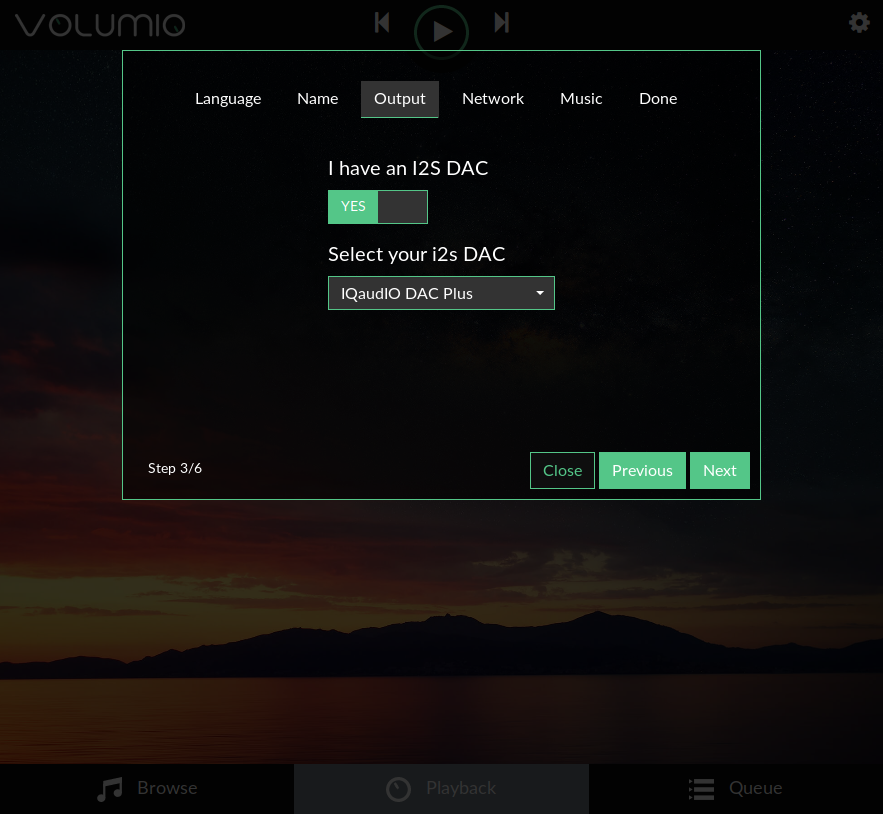 VOLUMIO
Language Name Output Network Music Done
I have an I2S DAC
YES
Select your i2s DAC
IQaudIO DAC Plus
Step 3/6
Close Previous Next
Browse Playback Queue